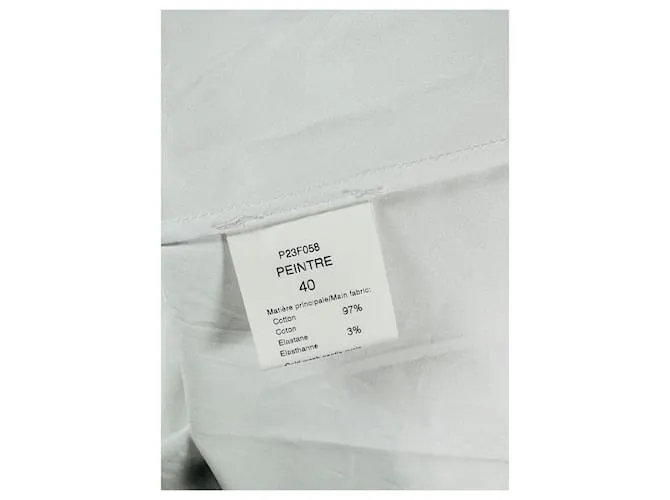 P23F058
PEINTRE
40
Matière principale/Main fabric:
Cotton 97%
Coton
Elastane 3%
Elasthanne